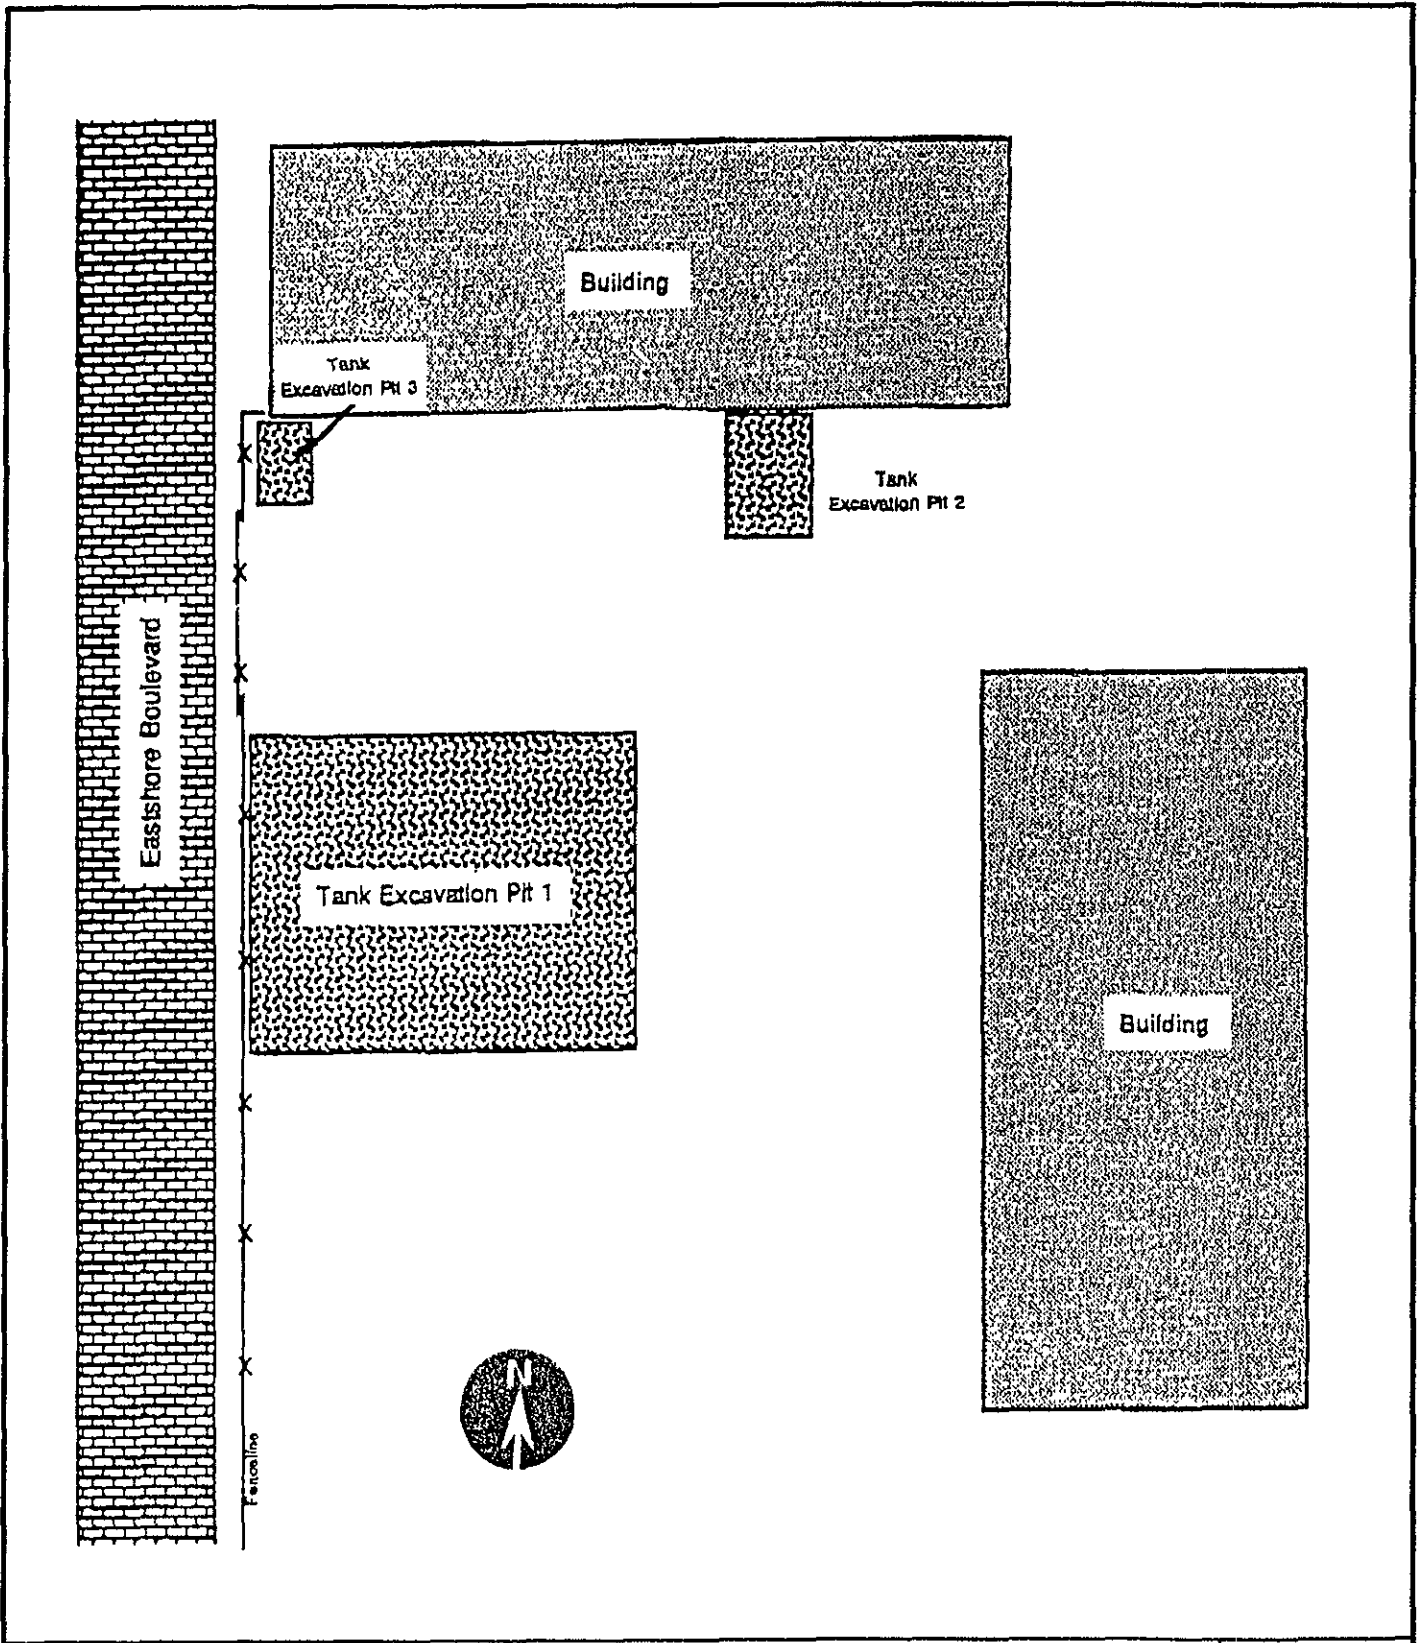 Building
Tank
Excavation Pit 3
Tank
Excavation Pit 2
Eastshore Boulevard
Tank Excavation Pit 1
Building
N
Fenceline